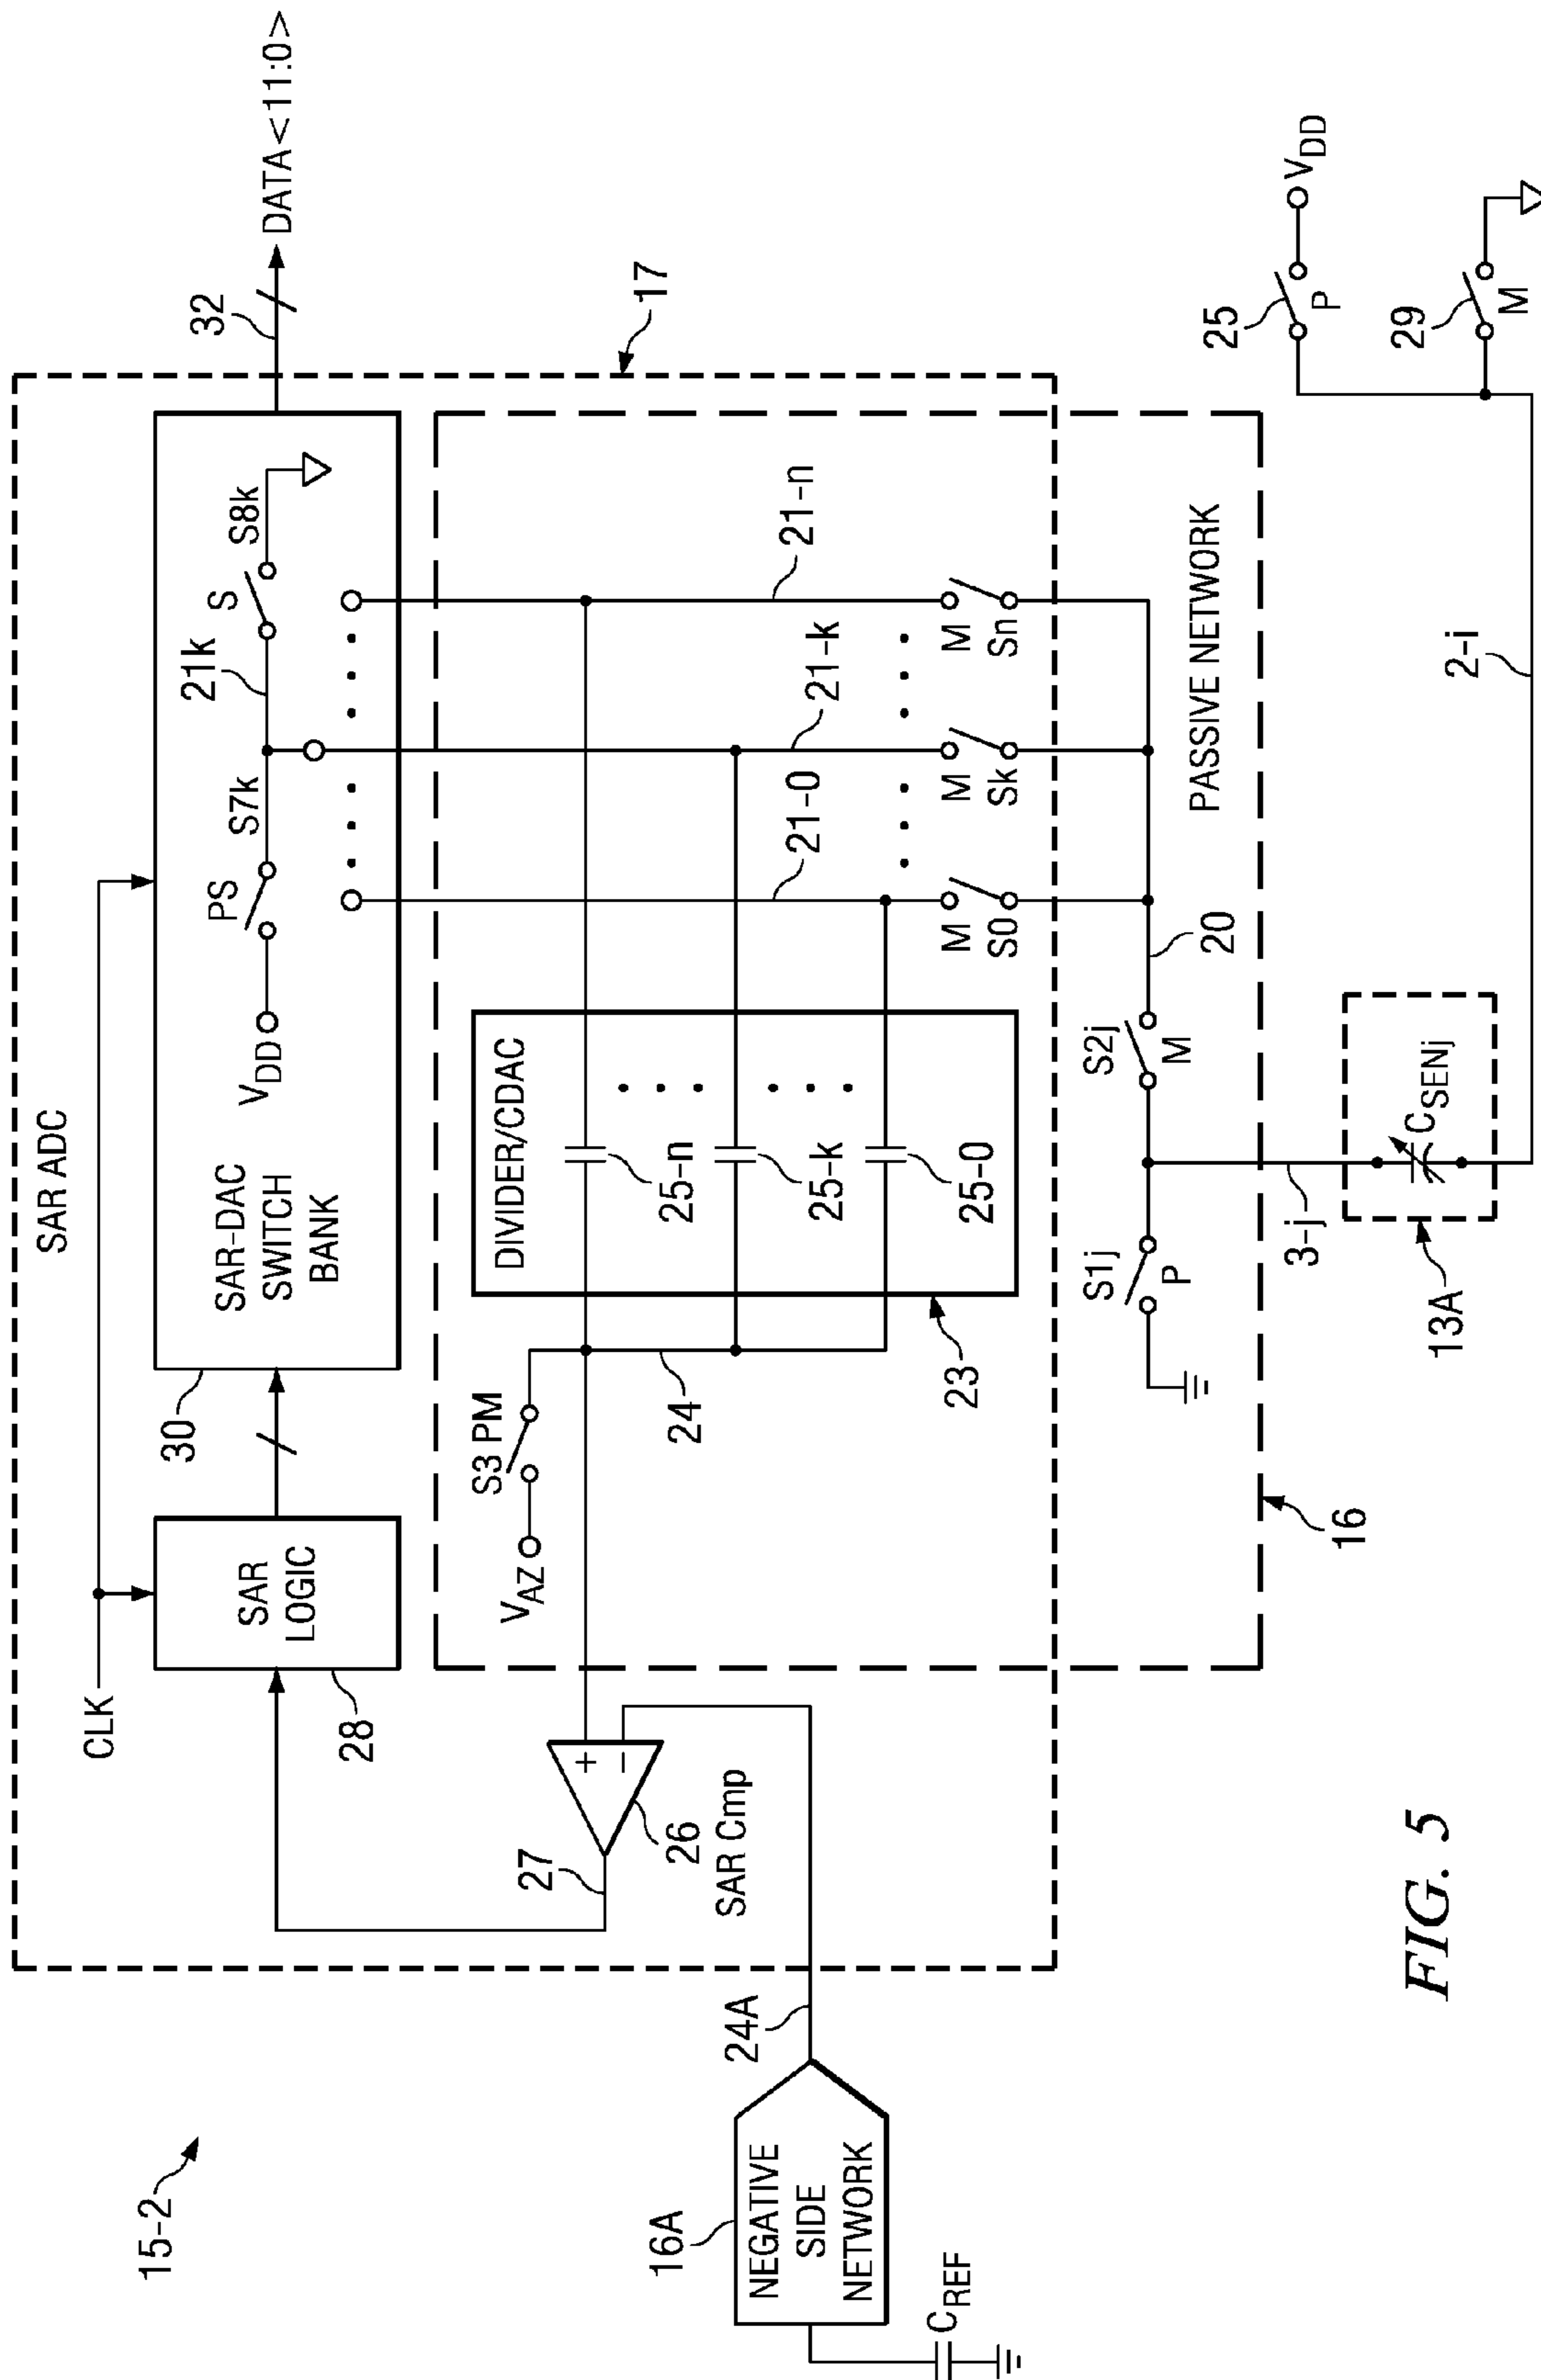 15-2
SAR ADC
CLK
SAR
LOGIC
28
30
SAR-DAC
SWITCH
BANK
VDD
PS
S7k
21k
S
S8k
32
DATA<11:0>
17
27
26
SAR Cmp
+
−
VAZ
S3 PM
24
DIVIDER/CDAC
25-n
25-k
25-0
23
21-0
21-k
21-n
M
S0
M
Sk
M
Sn
PASSIVE NETWORK
20
S1j
P
S2j
M
16
3-j
CSENj
13A
2-i
25
P
VDD
29
M
24A
16A
NEGATIVE
SIDE
NETWORK
CREF
FIG. 5